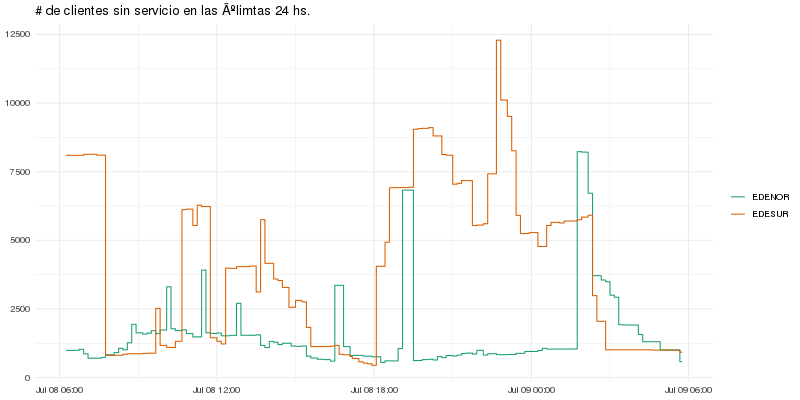 # de clientes sin servicio en las Ãºlimtas 24 hs.
12500
10000
7500
5000
2500
0
Jul 08 06:00
Jul 08 12:00
Jul 08 18:00
Jul 09 00:00
Jul 09 06:00
EDENOR
EDESUR